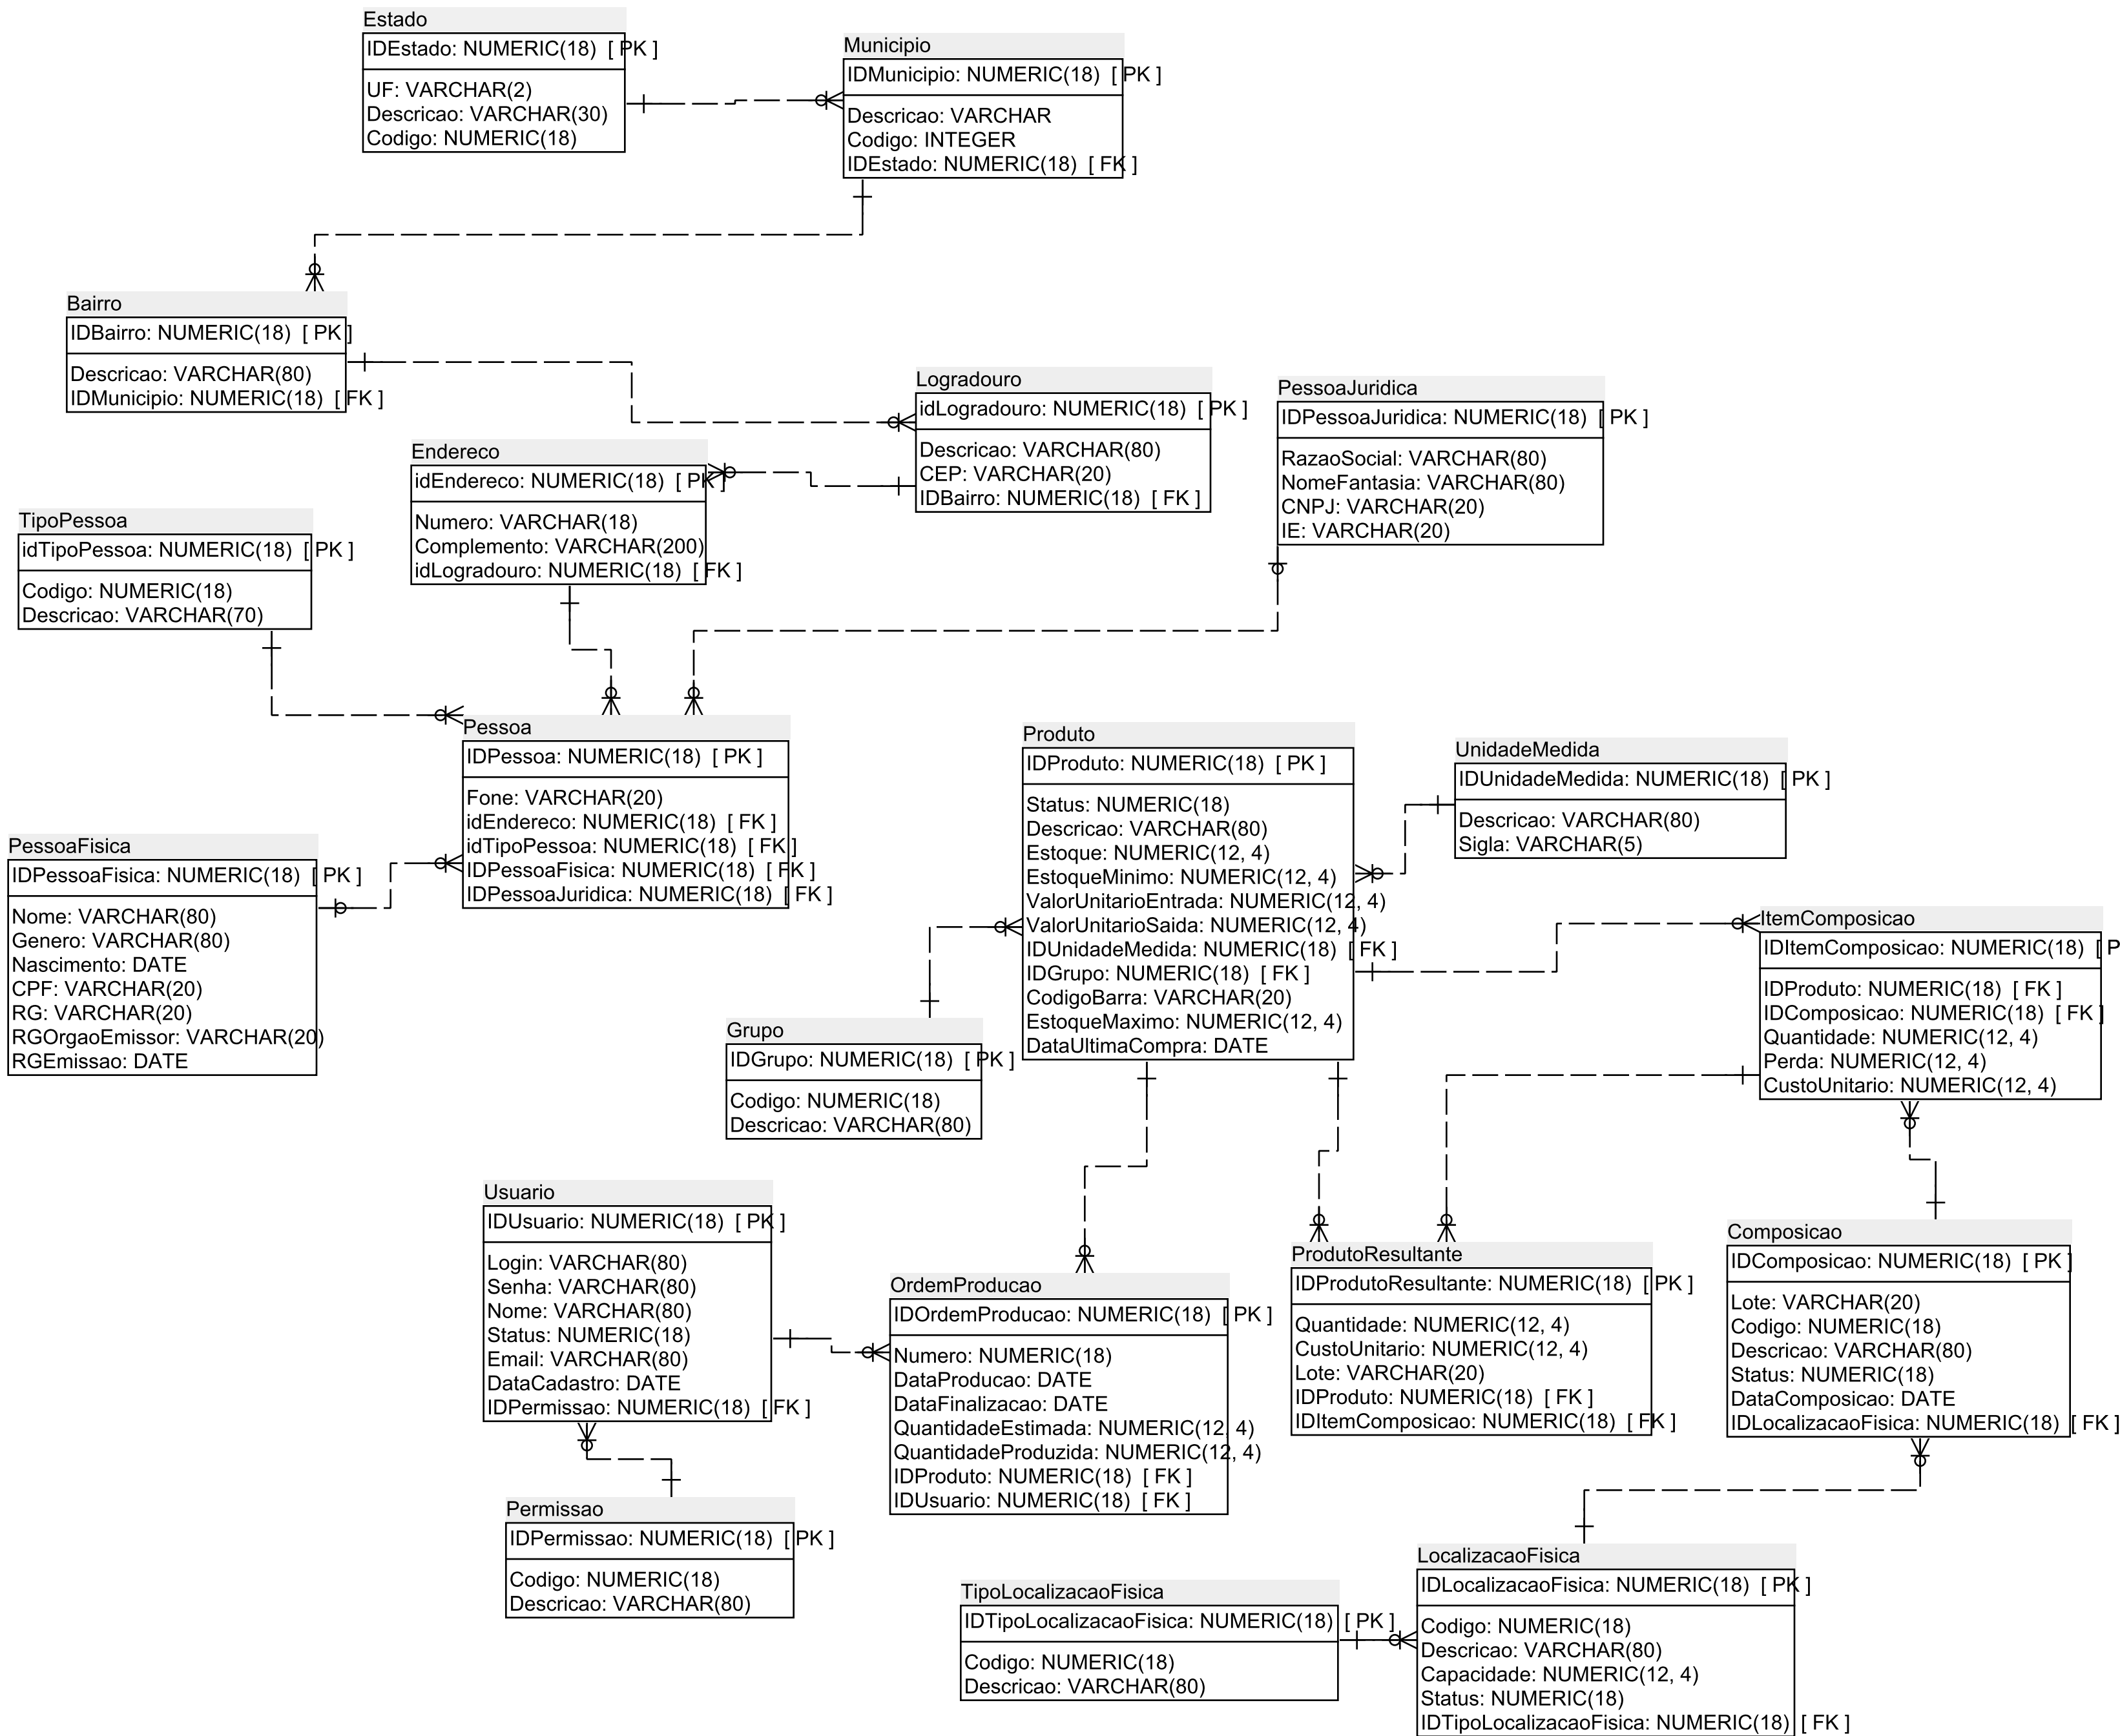 Estado
IDEstado: NUMERIC(18) [ PK ]
UF: VARCHAR(2)
Descricao: VARCHAR(30)
Codigo: NUMERIC(18)
Municipio
IDMunicipio: NUMERIC(18) [ PK ]
Descricao: VARCHAR
Codigo: INTEGER
IDEstado: NUMERIC(18) [ FK ]
Bairro
IDBairro: NUMERIC(18) [ PK ]
Descricao: VARCHAR(80)
IDMunicipio: NUMERIC(18) [ FK ]
Logradouro
idLogradouro: NUMERIC(18) [ PK ]
Descricao: VARCHAR(80)
CEP: VARCHAR(20)
IDBairro: NUMERIC(18) [ FK ]
PessoaJuridica
IDPessoaJuridica: NUMERIC(18) [ PK ]
RazaoSocial: VARCHAR(80)
NomeFantasia: VARCHAR(80)
CNPJ: VARCHAR(20)
IE: VARCHAR(20)
Endereco
idEndereco: NUMERIC(18) [ PK ]
Numero: VARCHAR(18)
Complemento: VARCHAR(200)
idLogradouro: NUMERIC(18) [ FK ]
TipoPessoa
idTipoPessoa: NUMERIC(18) [ PK ]
Codigo: NUMERIC(18)
Descricao: VARCHAR(70)
Pessoa
IDPessoa: NUMERIC(18) [ PK ]
Fone: VARCHAR(20)
idEndereco: NUMERIC(18) [ FK ]
idTipoPessoa: NUMERIC(18) [ FK ]
IDPessoaFisica: NUMERIC(18) [ FK ]
IDPessoaJuridica: NUMERIC(18) [ FK ]
Produto
IDProduto: NUMERIC(18) [ PK ]
Status: NUMERIC(18)
Descricao: VARCHAR(80)
Estoque: NUMERIC(12, 4)
EstoqueMinimo: NUMERIC(12, 4)
ValorUnitarioEntrada: NUMERIC(12, 4)
ValorUnitarioSaida: NUMERIC(12, 4)
IDUnidadeMedida: NUMERIC(18) [ FK ]
IDGrupo: NUMERIC(18) [ FK ]
CodigoBarra: VARCHAR(20)
EstoqueMaximo: NUMERIC(12, 4)
DataUltimaCompra: DATE
UnidadeMedida
IDUnidadeMedida: NUMERIC(18) [ PK ]
Descricao: VARCHAR(80)
Sigla: VARCHAR(5)
PessoaFisica
IDPessoaFisica: NUMERIC(18) [ PK ]
Nome: VARCHAR(80)
Genero: VARCHAR(80)
Nascimento: DATE
CPF: VARCHAR(20)
RG: VARCHAR(20)
RGOrgaoEmissor: VARCHAR(20)
RGEmissao: DATE
ItemComposicao
IDItemComposicao: NUMERIC(18) [ P
IDProduto: NUMERIC(18) [ FK ]
IDComposicao: NUMERIC(18) [ FK ]
Quantidade: NUMERIC(12, 4)
Perda: NUMERIC(12, 4)
CustoUnitario: NUMERIC(12, 4)
Grupo
IDGrupo: NUMERIC(18) [ PK ]
Codigo: NUMERIC(18)
Descricao: VARCHAR(80)
Usuario
IDUsuario: NUMERIC(18) [ PK ]
Login: VARCHAR(80)
Senha: VARCHAR(80)
Nome: VARCHAR(80)
Status: NUMERIC(18)
Email: VARCHAR(80)
DataCadastro: DATE
IDPermissao: NUMERIC(18) [ FK ]
OrdemProducao
IDOrdemProducao: NUMERIC(18) [ PK ]
Numero: NUMERIC(18)
DataProducao: DATE
DataFinalizacao: DATE
QuantidadeEstimada: NUMERIC(12, 4)
QuantidadeProduzida: NUMERIC(12, 4)
IDProduto: NUMERIC(18) [ FK ]
IDUsuario: NUMERIC(18) [ FK ]
ProdutoResultante
IDProdutoResultante: NUMERIC(18) [ PK ]
Quantidade: NUMERIC(12, 4)
CustoUnitario: NUMERIC(12, 4)
Lote: VARCHAR(20)
IDProduto: NUMERIC(18) [ FK ]
IDItemComposicao: NUMERIC(18) [ FK ]
Composicao
IDComposicao: NUMERIC(18) [ PK ]
Lote: VARCHAR(20)
Codigo: NUMERIC(18)
Descricao: VARCHAR(80)
Status: NUMERIC(18)
DataComposicao: DATE
IDLocalizacaoFisica: NUMERIC(18) [ FK ]
Permissao
IDPermissao: NUMERIC(18) [ PK ]
Codigo: NUMERIC(18)
Descricao: VARCHAR(80)
TipoLocalizacaoFisica
IDTipoLocalizacaoFisica: NUMERIC(18) [ PK ]
Codigo: NUMERIC(18)
Descricao: VARCHAR(80)
LocalizacaoFisica
IDLocalizacaoFisica: NUMERIC(18) [ PK ]
Codigo: NUMERIC(18)
Descricao: VARCHAR(80)
Capacidade: NUMERIC(12, 4)
Status: NUMERIC(18)
IDTipoLocalizacaoFisica: NUMERIC(18) [ FK ]